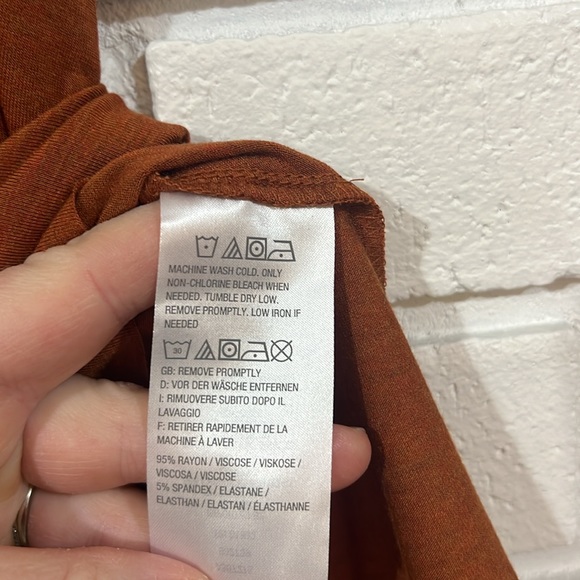 MACHINE WASH COLD. ONLY
NON-CHLORINE BLEACH WHEN
NEEDED. TUMBLE DRY LOW.
REMOVE PROMPTLY. LOW IRON IF
NEEDED
30
GB: REMOVE PROMPTLY
D: VOR DER WÄSCHE ENTFERNEN
I: RIMUOVERE SUBITO DOPO IL
LAVAGGIO
F: RETIRER RAPIDEMENT DE LA
MACHINE À LAVER
95% RAYON / VISCOSE / VISKOSE /
VISCOSA / VISCOSE
5% SPANDEX / ELASTANE /
ELASTHAN / ELASTAN / ÉLASTHANNE